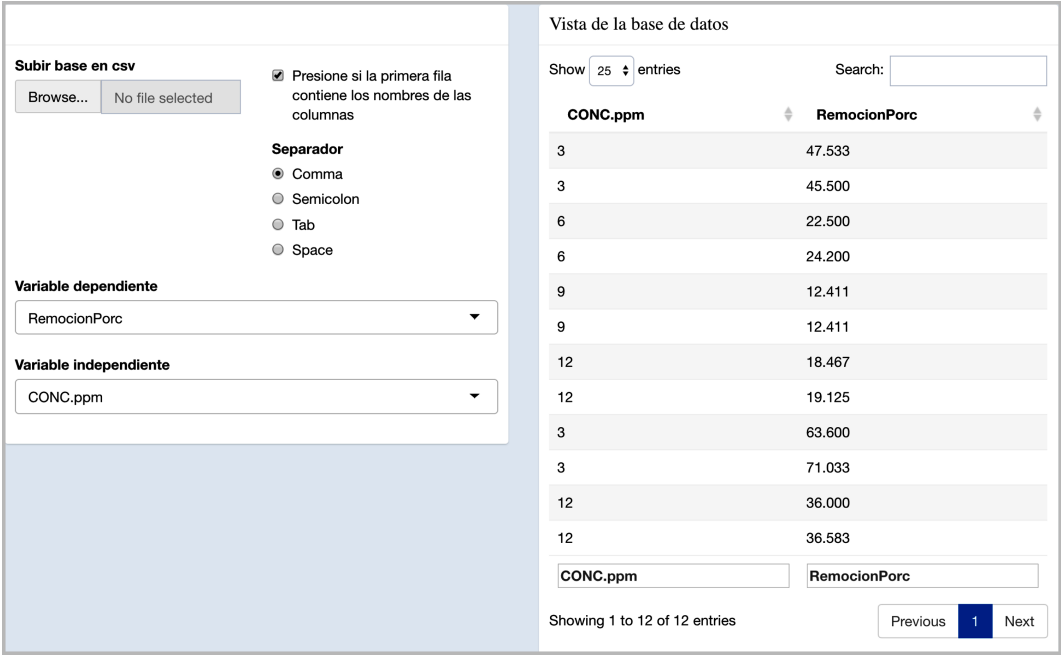 Subir base en csv
Browse... No file selected
Presione si la primera fila
contiene los nombres de las
columnas
Separador
Comma
Semicolon
Tab
Space
Variable dependiente
RemocionPorc
Variable independiente
CONC.ppm
Vista de la base de datos
Show 25 entries Search:
CONC.ppm RemocionPorc
3 47.533
3 45.500
6 22.500
6 24.200
9 12.411
9 12.411
12 18.467
12 19.125
3 63.600
3 71.033
12 36.000
12 36.583
CONC.ppm RemocionPorc
Showing 1 to 12 of 12 entries Previous 1 Next